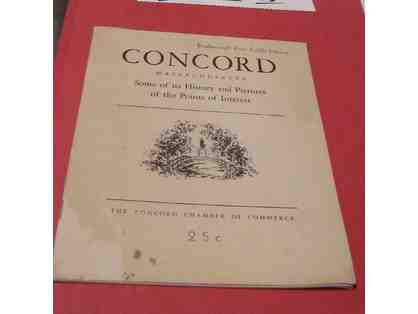 CONCORD
MASSACHUSETTS
Some of its History and Pictures
of the Points of Interest
THE CONCORD CHAMBER OF COMMERCE
25c